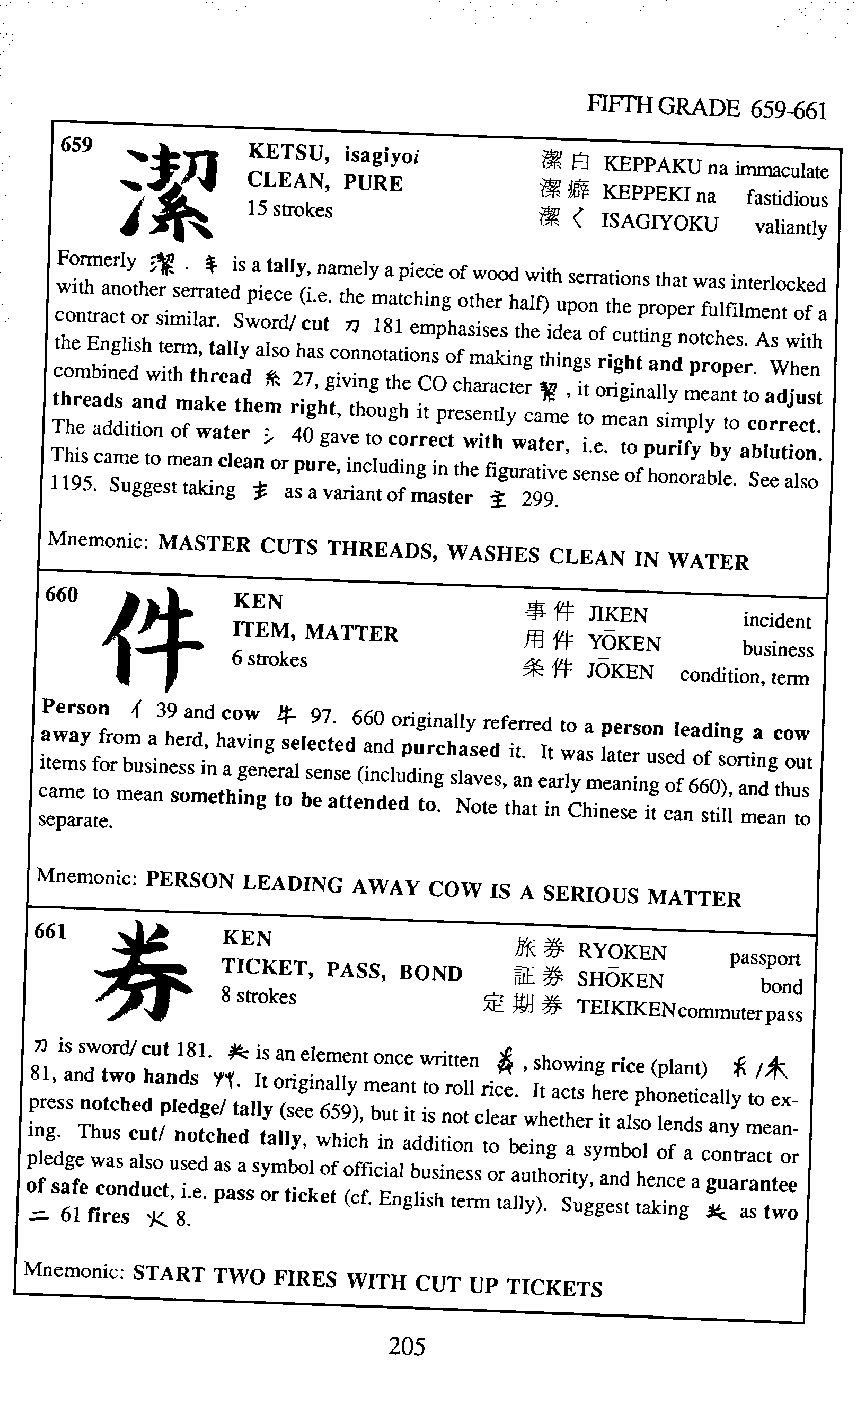 FIFTH GRADE 659-661
659
潔
KETSU, isagiyoi
CLEAN, PURE
15 strokes
潔白 KEPPAKU na immaculate
潔癖 KEPPEKI na fastidious
潔く ISAGIYOKU valiantly
Formerly is a tally, namely a piece of wood with serrations that was interlocked
with another serrated piece (i.e. the matching other half) upon the proper fulfilment of a
contract or similar. Sword/ cut 刀 181 emphasises the idea of cutting notches. As with
the English term, tally also has connotations of making things right and proper. When
combined with thread 糸 27, giving the CO character , it originally meant to adjust
threads and make them right, though it presently came to mean simply to correct.
The addition of water 氵 40 gave to correct with water, i.e. to purify by ablution.
This came to mean clean or pure, including in the figurative sense of honorable. See also
1195. Suggest taking 龶 as a variant of master 主 299.
Mnemonic: MASTER CUTS THREADS, WASHES CLEAN IN WATER
660
件
KEN
ITEM, MATTER
6 strokes
事件 JIKEN incident
用件 YŌKEN business
条件 JŌKEN condition, term
Person 亻 39 and cow 牛 97. 660 originally referred to a person leading a cow
away from a herd, having selected and purchased it. It was later used of sorting out
items for business in a general sense (including slaves, an early meaning of 660), and thus
came to mean something to be attended to. Note that in Chinese it can still mean to
separate.
Mnemonic: PERSON LEADING AWAY COW IS A SERIOUS MATTER
661
券
KEN
TICKET, PASS, BOND
8 strokes
旅券 RYOKEN passport
証券 SHŌKEN bond
定期券 TEIKIKEN commuter pass
刀 is sword/ cut 181. is an element once written , showing rice (plant) /
81, and two hands . It originally meant to roll rice. It acts here phonetically to ex-
press notched pledge/ tally (see 659), but it is not clear whether it also lends any mean-
ing. Thus cut/ notched tally, which in addition to being a symbol of a contract or
pledge was also used as a symbol of official business or authority, and hence a guarantee
of safe conduct, i.e. pass or ticket (cf. English term tally). Suggest taking as two
二 61 fires 火 8.
Mnemonic: START TWO FIRES WITH CUT UP TICKETS
205